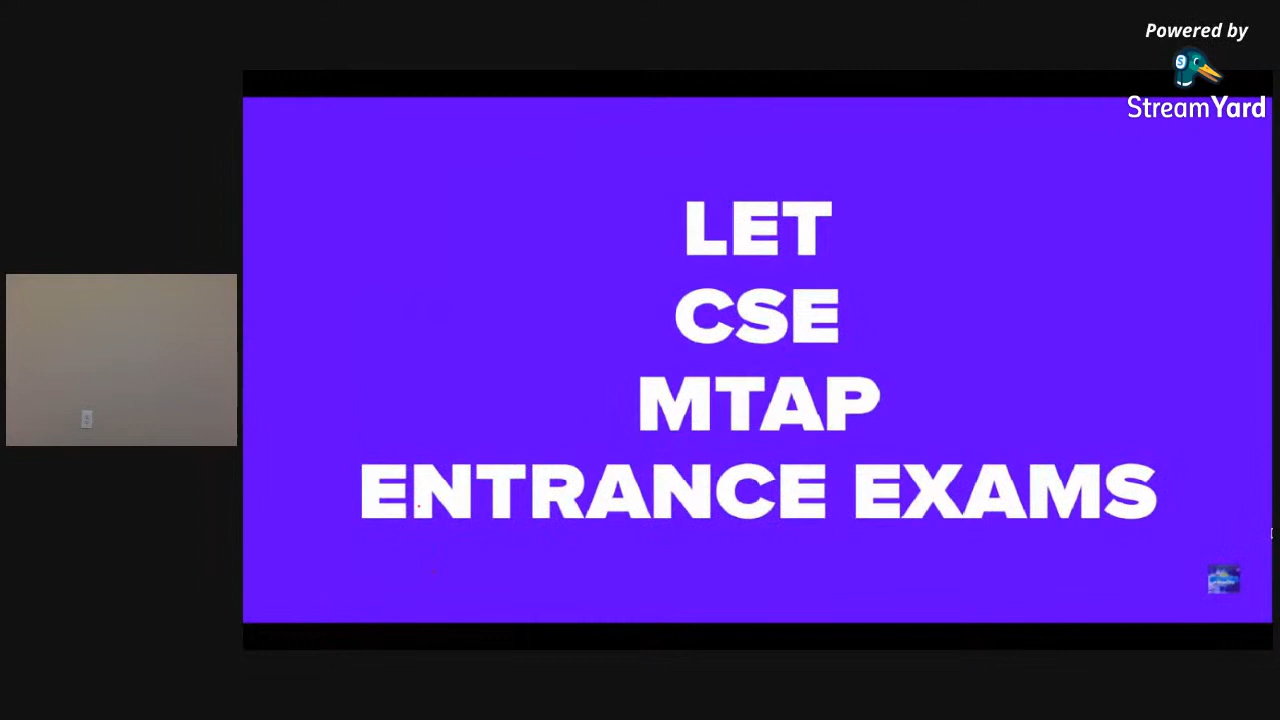 Powered by
StreamYard
LET
CSE
MTAP
ENTRANCE EXAMS